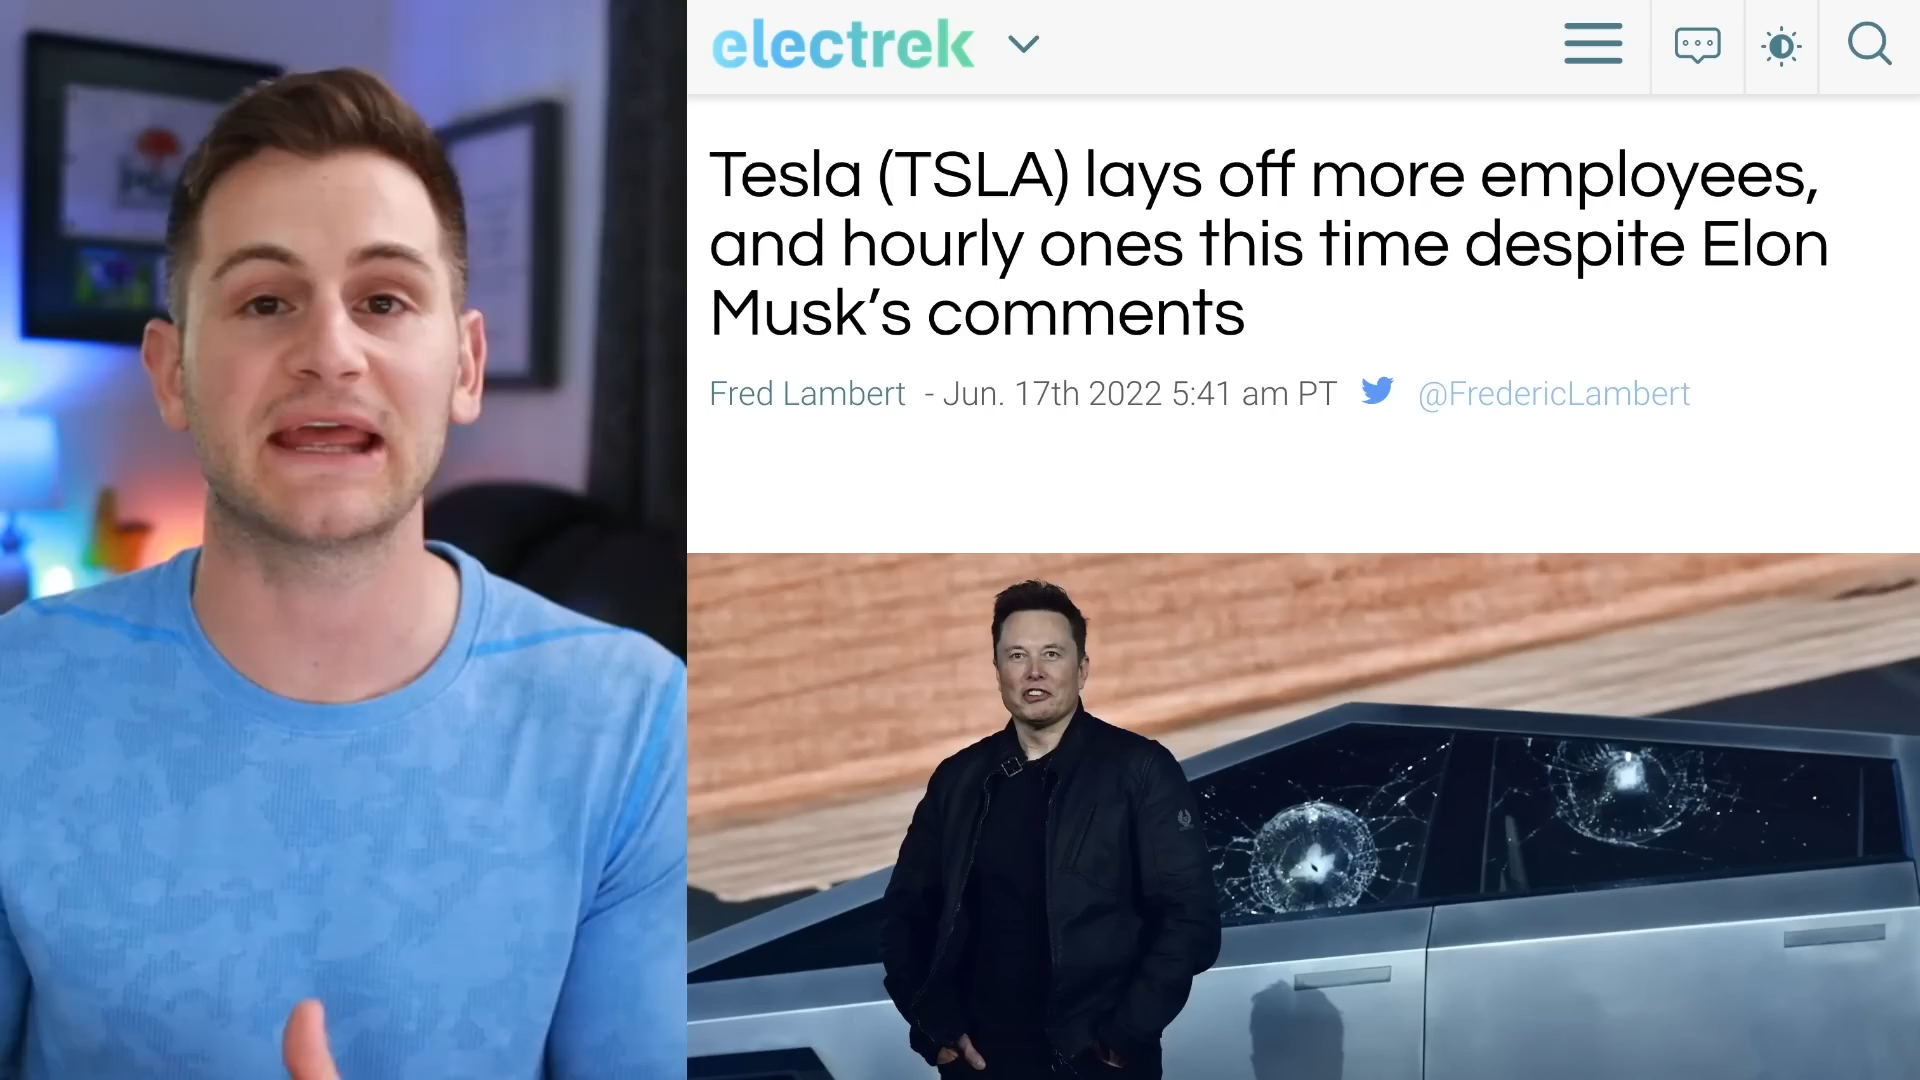 electrek
Tesla (TSLA) lays off more employees,
and hourly ones this time despite Elon
Musk’s comments
Fred Lambert - Jun. 17th 2022 5:41 am PT @FredericLambert